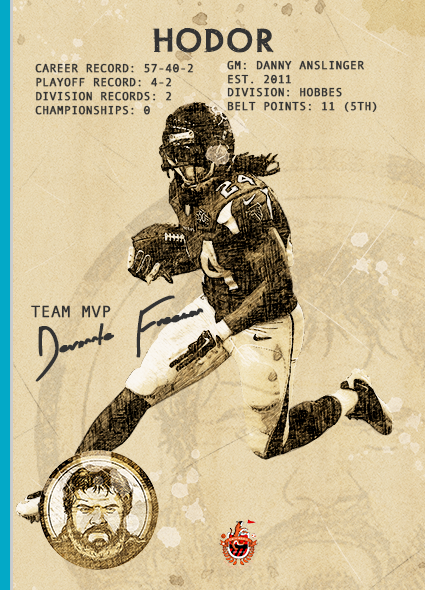 HODOR
CAREER RECORD: 57-40-2
PLAYOFF RECORD: 4-2
DIVISION RECORDS: 2
CHAMPIONSHIPS: 0
GM: DANNY ANSLINGER
EST. 2011
DIVISION: HOBBES
BELT POINTS: 11 (5TH)
24
TEAM MVP
Devonta Freeman